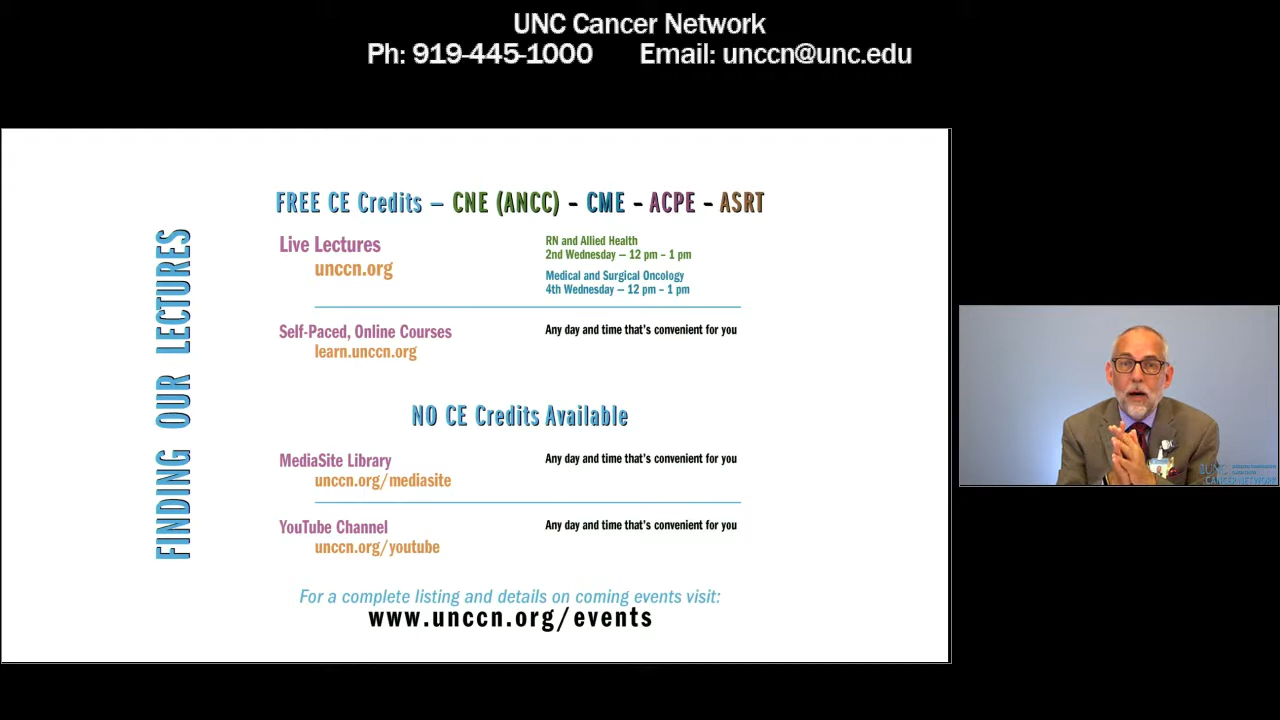 UNC Cancer Network
Ph: 919-445-1000 Email: unccn@unc.edu
FINDING OUR LECTURES
FREE CE Credits – CNE (ANCC) - CME - ACPE - ASRT
Live Lectures
unccn.org
RN and Allied Health
2nd Wednesday — 12 pm – 1 pm
Medical and Surgical Oncology
4th Wednesday — 12 pm – 1 pm
Self-Paced, Online Courses
learn.unccn.org
Any day and time that's convenient for you
NO CE Credits Available
MediaSite Library
unccn.org/mediasite
Any day and time that's convenient for you
YouTube Channel
unccn.org/youtube
Any day and time that's convenient for you
For a complete listing and details on coming events visit:
www.unccn.org/events
UNC
CANCER NETWORK